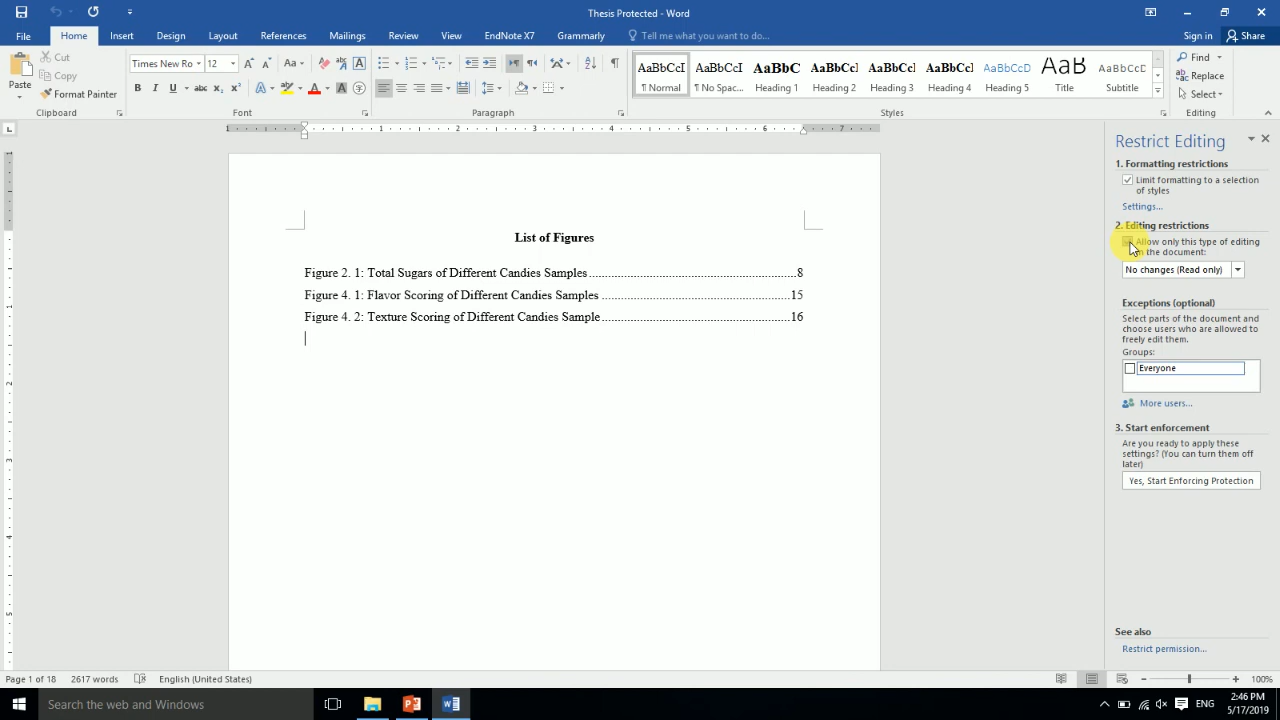 Thesis Protected - Word
File Home Insert Design Layout References Mailings Review View EndNote X7 Grammarly Tell me what you want to do... Sign in Share
Cut
Copy
Format Painter
Paste
Clipboard
Times New Ro 12
Font
Paragraph
AaBbCcI AaBbCcI AaBbC AaBbCcI AaBbCcI AaBbCcI AaBbCcD AaB AaBbCcD
¶ Normal ¶ No Spac... Heading 1 Heading 2 Heading 3 Heading 4 Heading 5 Title Subtitle
Styles
Find
Replace
Select
Editing
List of Figures
Figure 2. 1: Total Sugars of Different Candies Samples 8
Figure 4. 1: Flavor Scoring of Different Candies Samples 15
Figure 4. 2: Texture Scoring of Different Candies Sample 16
Restrict Editing
1. Formatting restrictions
Limit formatting to a selection
of styles
Settings...
2. Editing restrictions
Allow only this type of editing
in the document:
No changes (Read only)
Exceptions (optional)
Select parts of the document and
choose users who are allowed to
freely edit them.
Groups:
Everyone
More users...
3. Start enforcement
Are you ready to apply these
settings? (You can turn them off
later)
Yes, Start Enforcing Protection
See also
Restrict permission...
Page 1 of 18 2617 words English (United States) 100%
Search the web and Windows
ENG
2:46 PM
5/17/2019